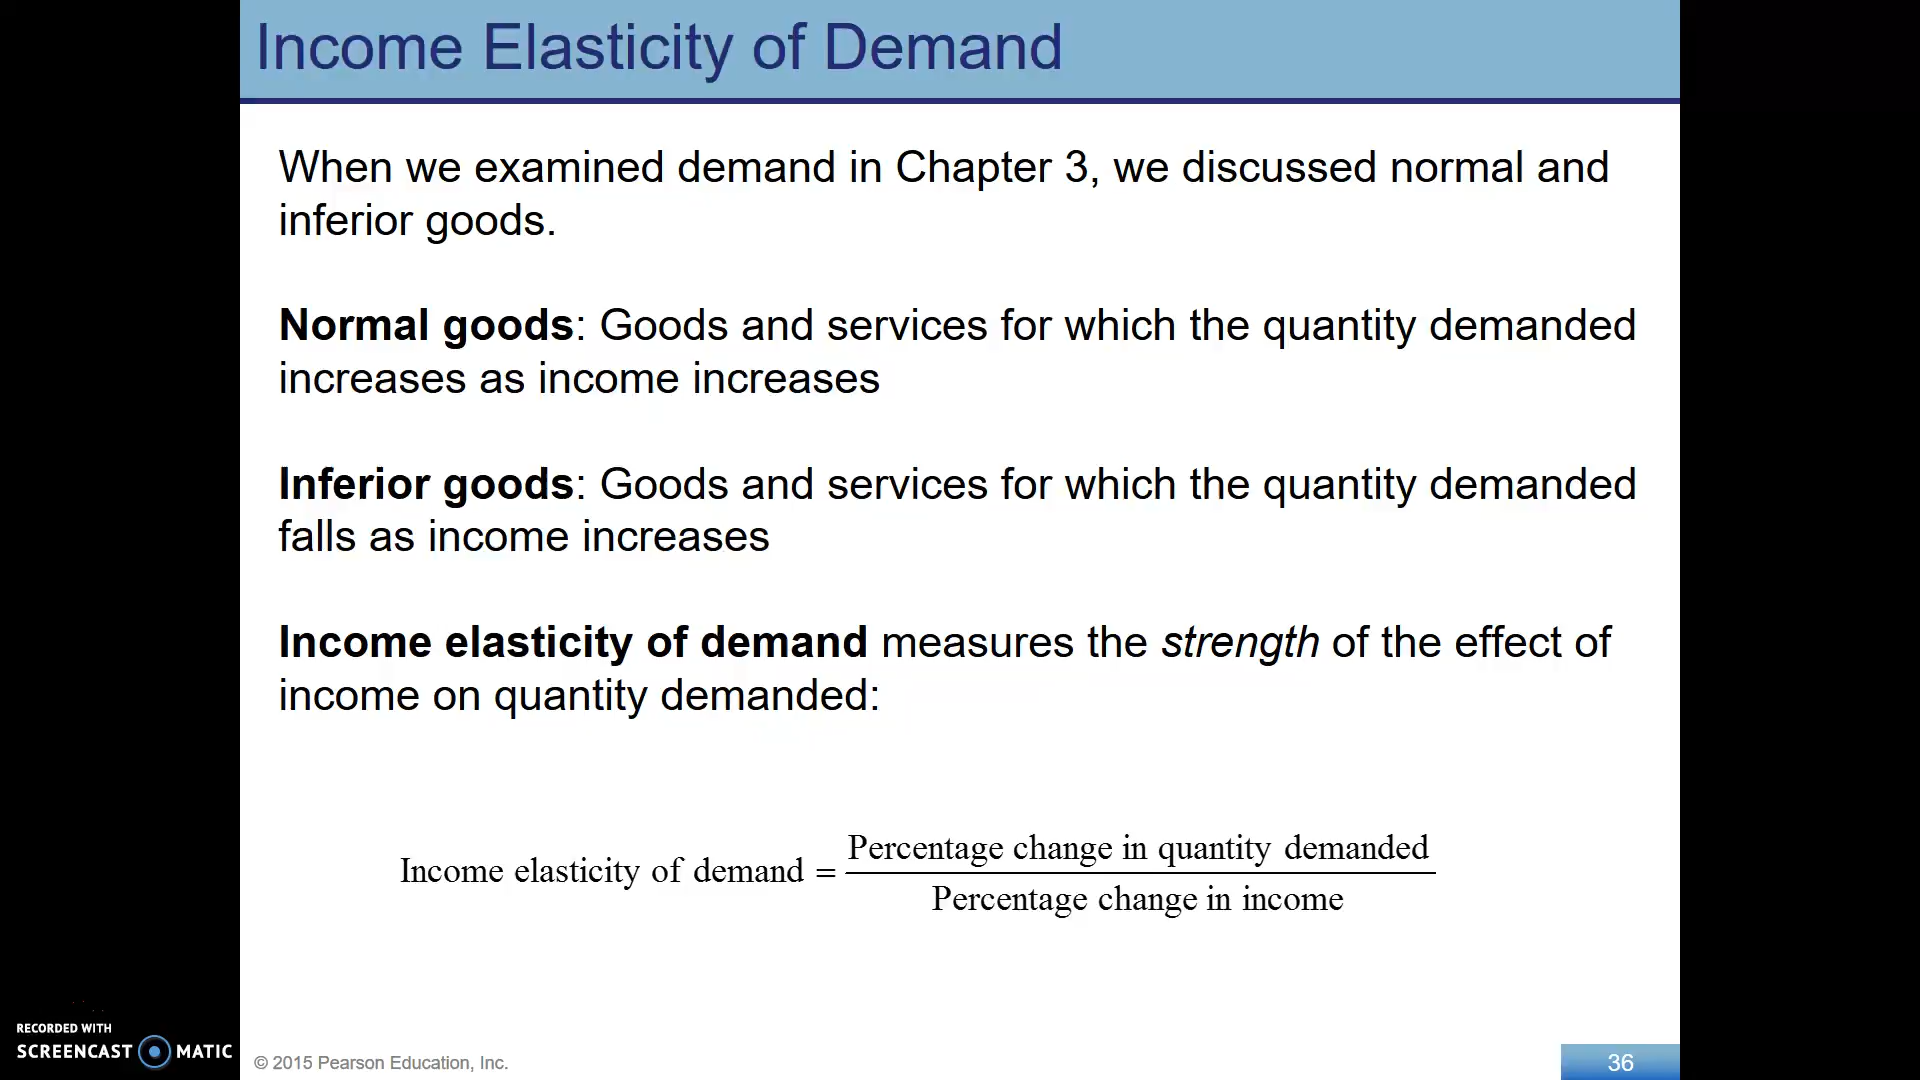 Income Elasticity of Demand
When we examined demand in Chapter 3, we discussed normal and
inferior goods.
Normal goods: Goods and services for which the quantity demanded
increases as income increases
Inferior goods: Goods and services for which the quantity demanded
falls as income increases
Income elasticity of demand measures the strength of the effect of
income on quantity demanded:
Income elasticity of demand = Percentage change in quantity demanded
Percentage change in income
RECORDED WITH
SCREENCAST MATIC
© 2015 Pearson Education, Inc.
36